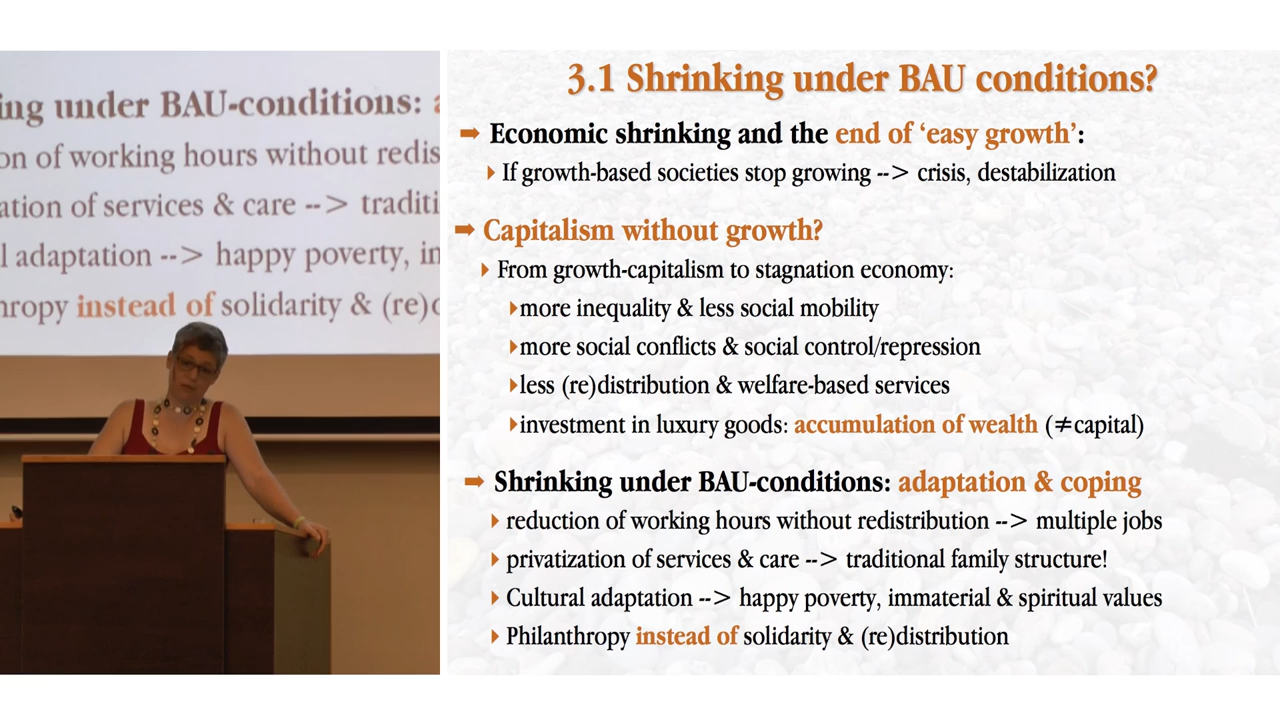 ing under BAU-conditions:
on of working hours without redis
ation of services & care --> traditi
l adaptation --> happy poverty, in
hropy instead of solidarity & (re)d
3.1 Shrinking under BAU conditions?
➡ Economic shrinking and the end of ‘easy growth’:
If growth-based societies stop growing --> crisis, destabilization
➡ Capitalism without growth?
From growth-capitalism to stagnation economy:
more inequality & less social mobility
more social conflicts & social control/repression
less (re)distribution & welfare-based services
investment in luxury goods: accumulation of wealth (≠capital)
➡ Shrinking under BAU-conditions: adaptation & coping
reduction of working hours without redistribution --> multiple jobs
privatization of services & care --> traditional family structure!
Cultural adaptation --> happy poverty, immaterial & spiritual values
Philanthropy instead of solidarity & (re)distribution